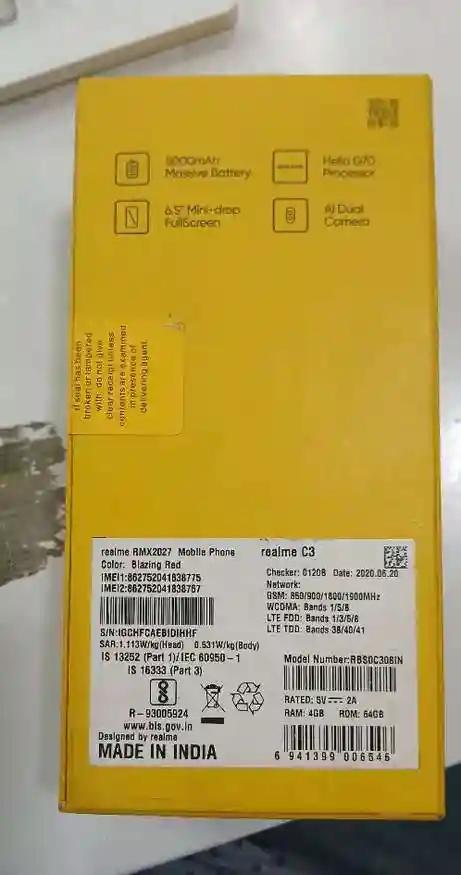 5000mAh
Massive Battery
Helio G70
Processor
6.5" Mini-drop
FullScreen
AI Dual
Camera
If seal has been
broken or tampered
with, do not give
clear receipt unless
contents are examined
in presence of
delivering agent.
realme RMX2027 Mobile Phone
Color: Blazing Red
IMEI1:862752041838775
IMEI2:862752041838767
S/N:IGCHFCAEBIDIHHHF
SAR:1.113W/kg(Head) 0.531W/kg(Body)
IS 13252 (Part 1)/IEC 60950-1
IS 16333 (Part 3)
R-93005924
www.bis.gov.in
Designed by realme
MADE IN INDIA
realme C3
Checker: 01208 Date: 2020.06.20
Network:
GSM: 850/900/1800/1900MHz
WCDMA: Bands 1/5/8
LTE FDD: Bands 1/3/5/8
LTE TDD: Bands 38/40/41
Model Number:RBS0C308IN
RATED: 5V⎓ 2A
RAM: 4GB ROM: 64GB
6 941399 006546